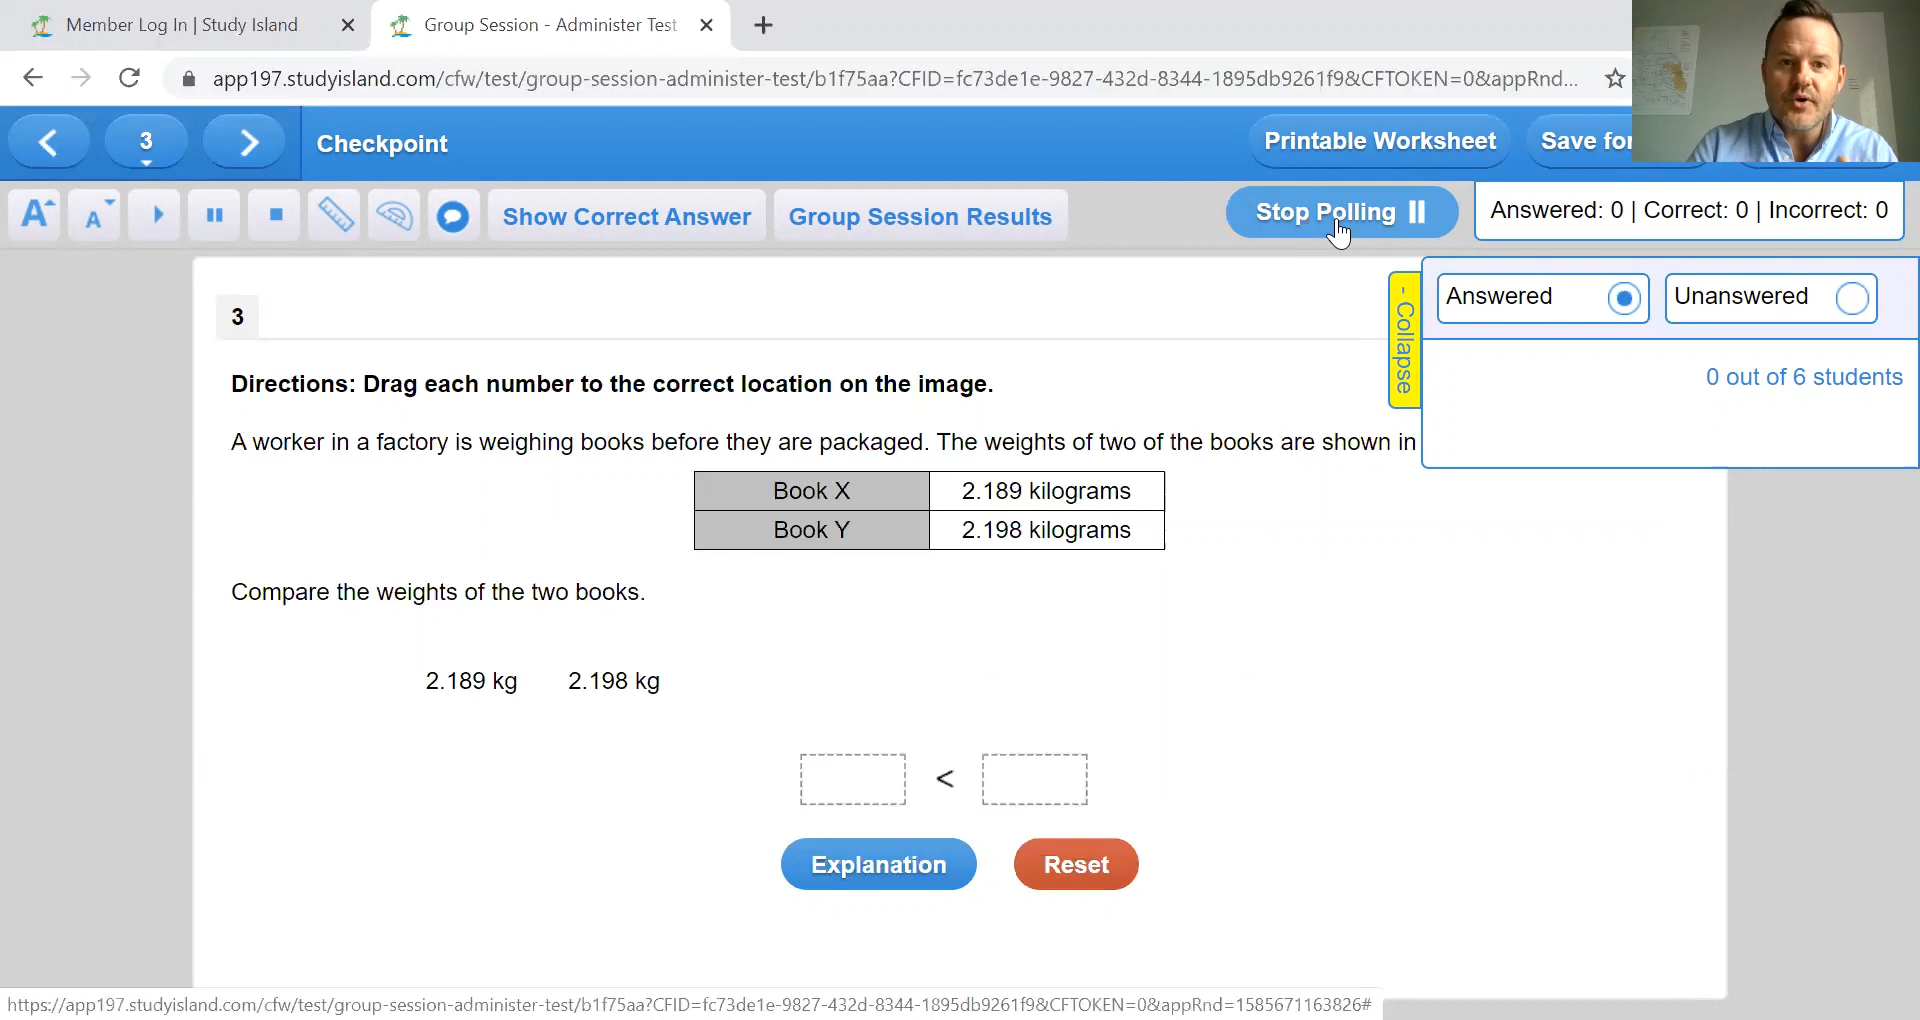 Member Log In | Study Island
Group Session - Administer Test
app197.studyisland.com/cfw/test/group-session-administer-test/b1f75aa?CFID=fc73de1e-9827-432d-8344-1895db9261f9&CFTOKEN=0&appRnd...
3
Checkpoint
Printable Worksheet
Save for
A
A
Show Correct Answer
Group Session Results
Stop Polling
Answered: 0 | Correct: 0 | Incorrect: 0
- Collapse
Answered
Unanswered
0 out of 6 students
3
Directions: Drag each number to the correct location on the image.
A worker in a factory is weighing books before they are packaged. The weights of two of the books are shown in
Book X 2.189 kilograms
Book Y 2.198 kilograms
Compare the weights of the two books.
2.189 kg 2.198 kg
<
Explanation
Reset
https://app197.studyisland.com/cfw/test/group-session-administer-test/b1f75aa?CFID=fc73de1e-9827-432d-8344-1895db9261f9&CFTOKEN=0&appRnd=1585671163826#